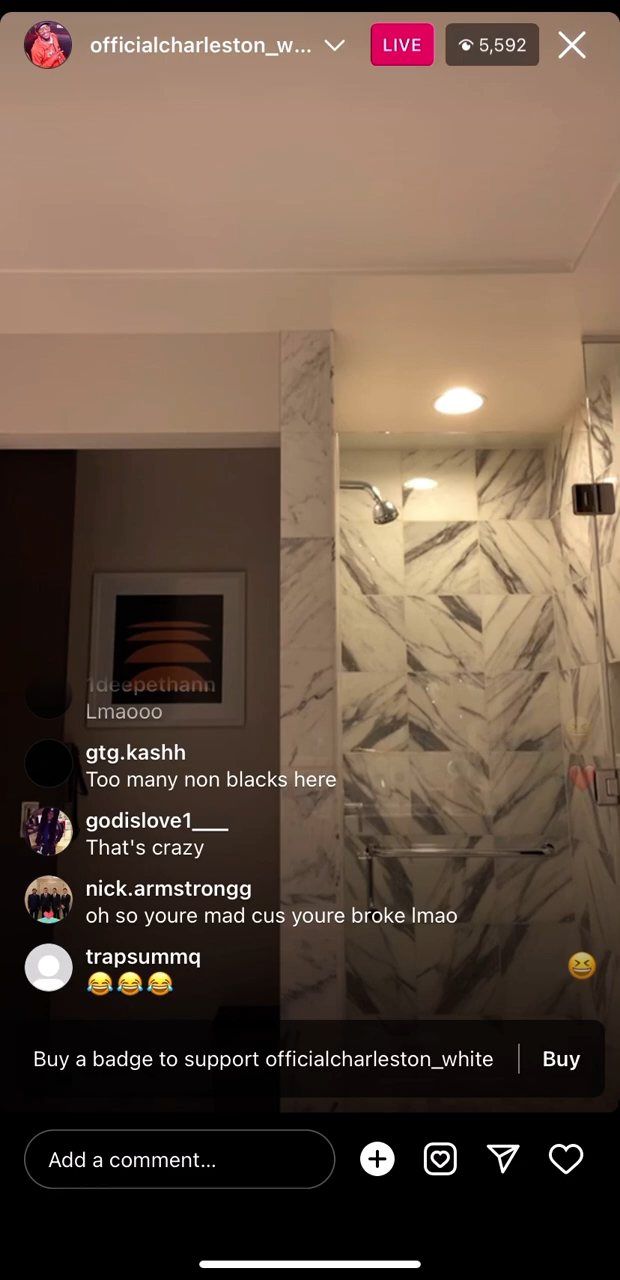 officialcharleston_w...
LIVE
5,592
1deepethann
Lmaooo
gtg.kashh
Too many non blacks here
godislove1___
That's crazy
nick.armstrongg
oh so youre mad cus youre broke lmao
trapsummq
😂😂😂
Buy a badge to support officialcharleston_white
Buy
Add a comment...